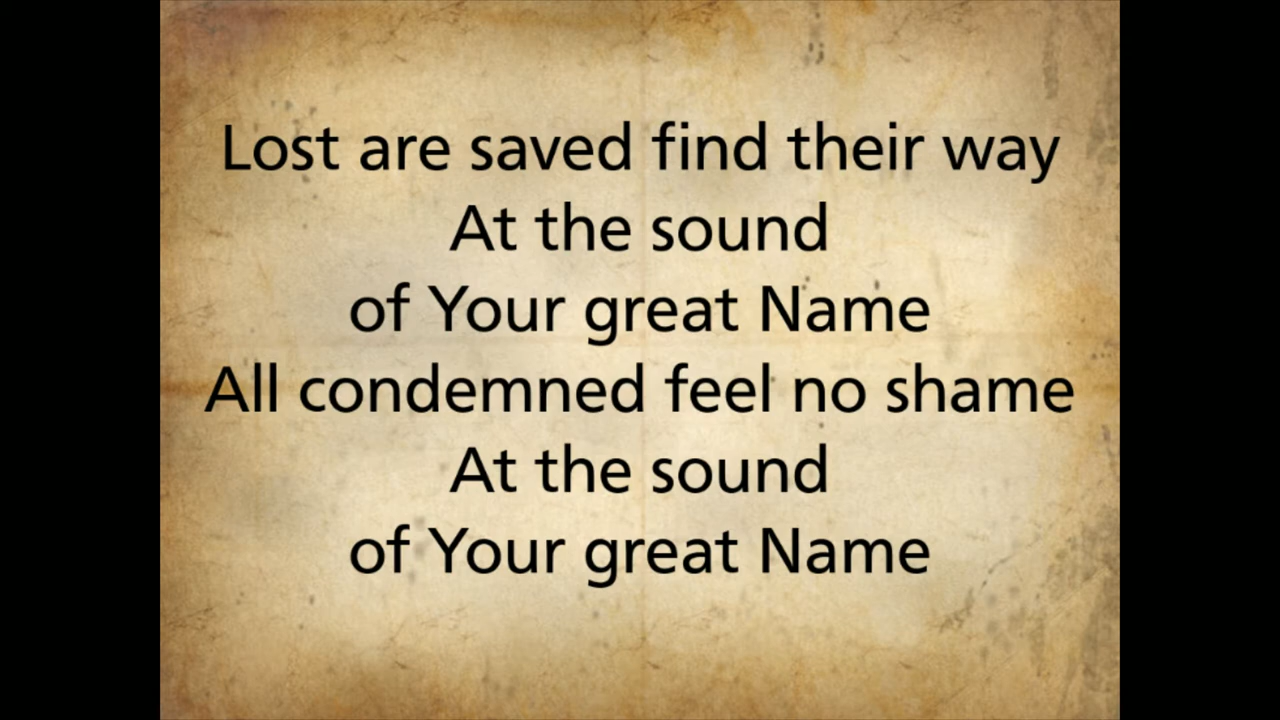 Lost are saved find their way
At the sound
of Your great Name
All condemned feel no shame
At the sound
of Your great Name